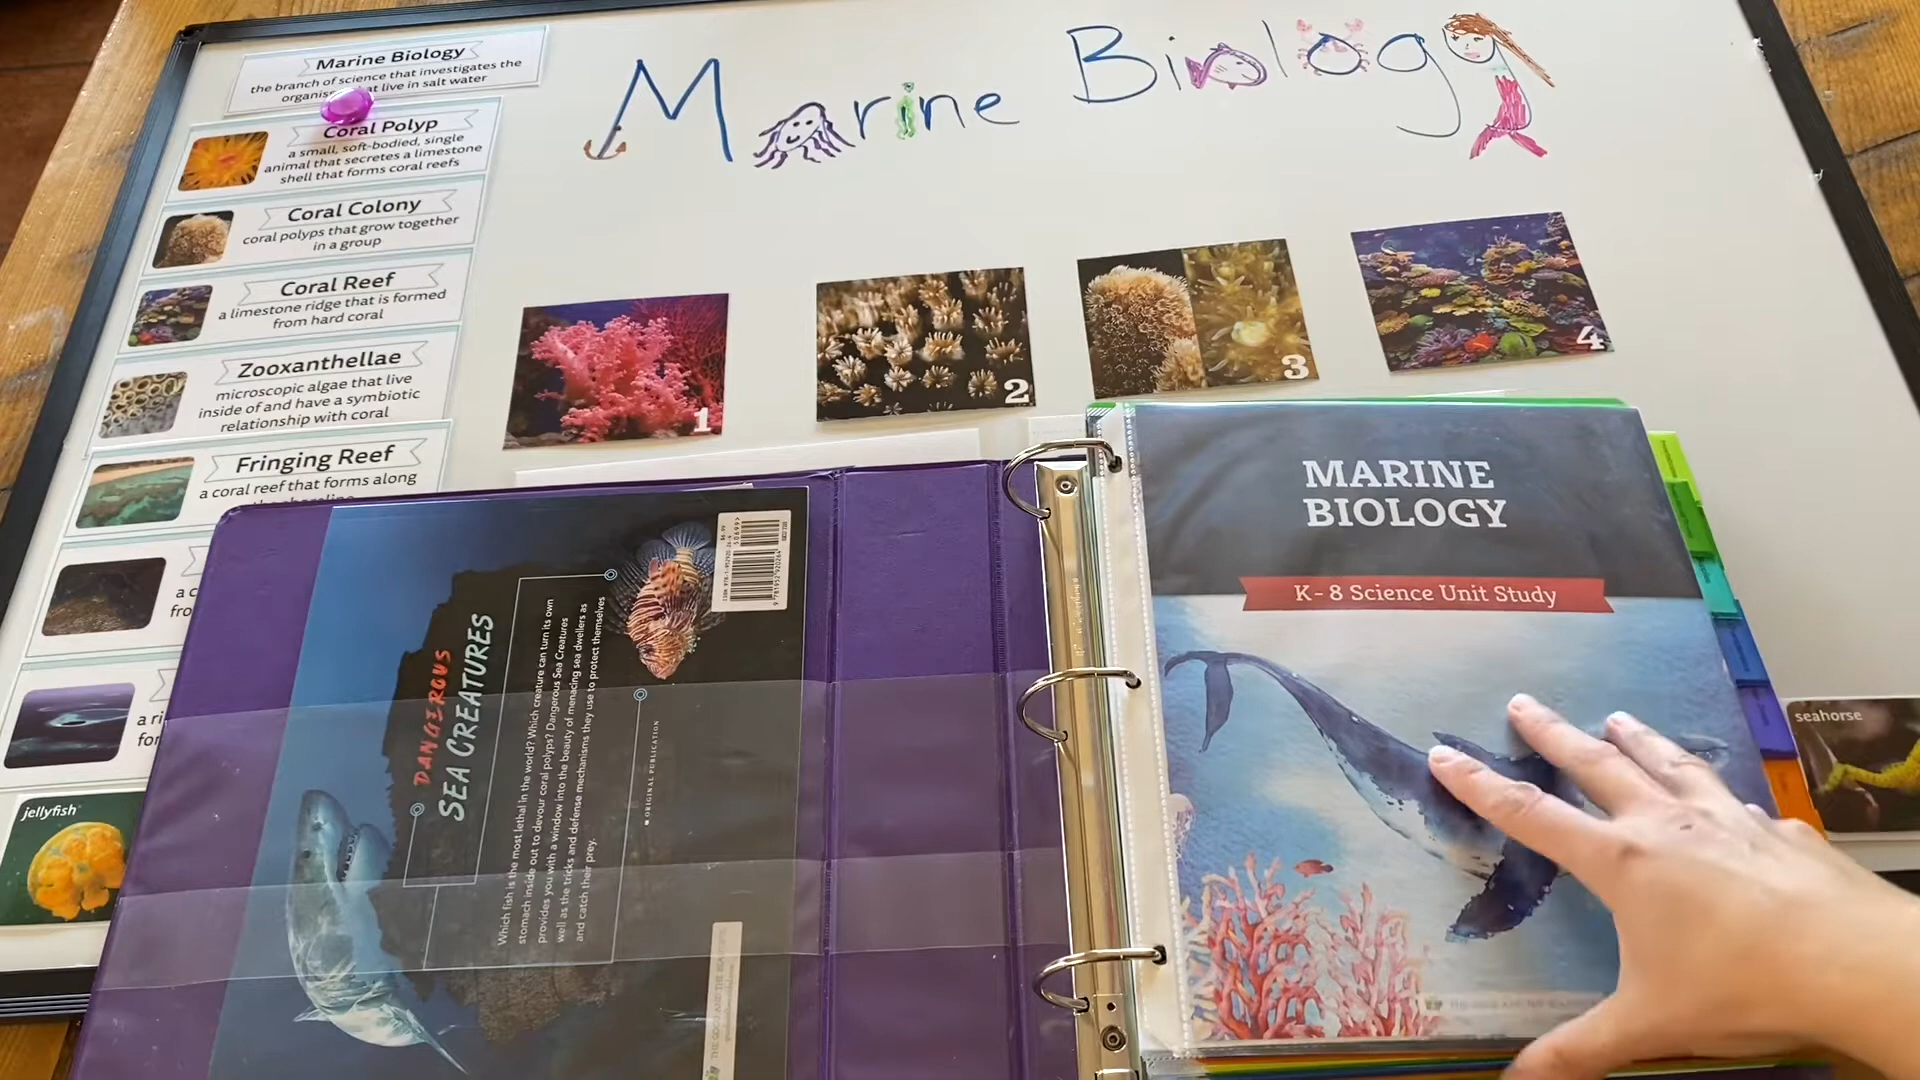 Marine Biology
Marine Biology
the branch of science that investigates the
at live in salt water
Coral Polyp
a small, soft-bodied, single
animal that secretes a limestone
shell that forms coral reefs
Coral Colony
coral polyps that grow together
in a group
Coral Reef
a limestone ridge that is formed
from hard coral
Zooxanthellae
microscopic algae that live
inside of and have a symbiotic
relationship with coral
Fringing Reef
a coral reef that forms along
a c
fro
a ri
for
jellyfish
1
2
3
4
DANGEROUS
SEA CREATURES
Which fish is the most lethal in the world? Which creature can turn its own
stomach inside out to devour coral polyps? Dangerous Sea Creatures
provides you with a window into the beauty of menacing sea dwellers as
well as the tricks and defense mechanisms they use to protect themselves
and catch their prey.
ORIGINAL PUBLICATION
MARINE
BIOLOGY
K-8 Science Unit Study
seahorse